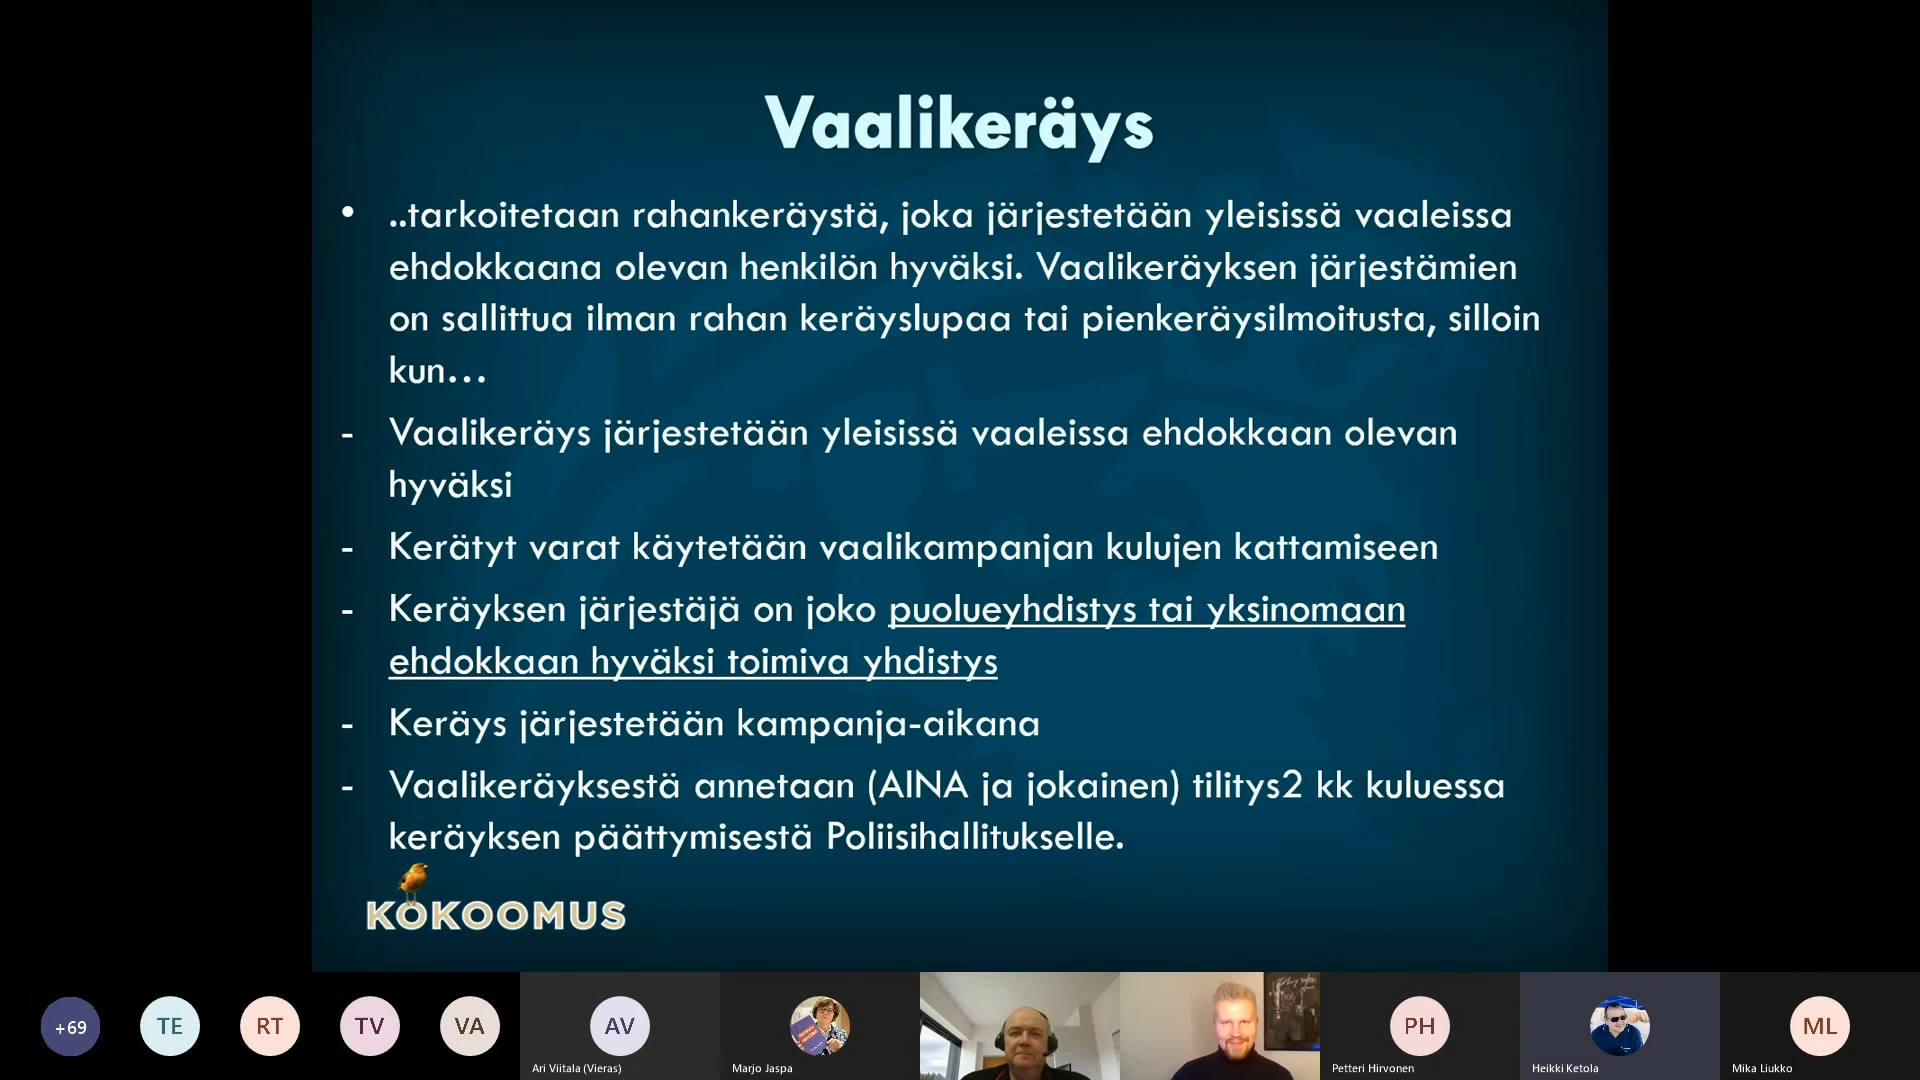 Vaalikeräys
• ..tarkoitetaan rahankeräystä, joka järjestetään yleisissä vaaleissa
ehdokkaana olevan henkilön hyväksi. Vaalikeräyksen järjestämien
on sallittua ilman rahan keräyslupaa tai pienkeräysilmoitusta, silloin
kun…
- Vaalikeräys järjestetään yleisissä vaaleissa ehdokkaan olevan
hyväksi
- Kerätyt varat käytetään vaalikampanjan kulujen kattamiseen
- Keräyksen järjestäjä on joko puolueyhdistys tai yksinomaan
ehdokkaan hyväksi toimiva yhdistys
- Keräys järjestetään kampanja-aikana
- Vaalikeräyksestä annetaan (AINA ja jokainen) tilitys2 kk kuluessa
keräyksen päättymisestä Poliisihallitukselle.
KOKOOMUS
+69
TE
RT
TV
VA
AV
PH
ML
Ari Viitala (Vieras)
Marjo Jaspa
Petteri Hirvonen
Heikki Ketola
Mika Liukko